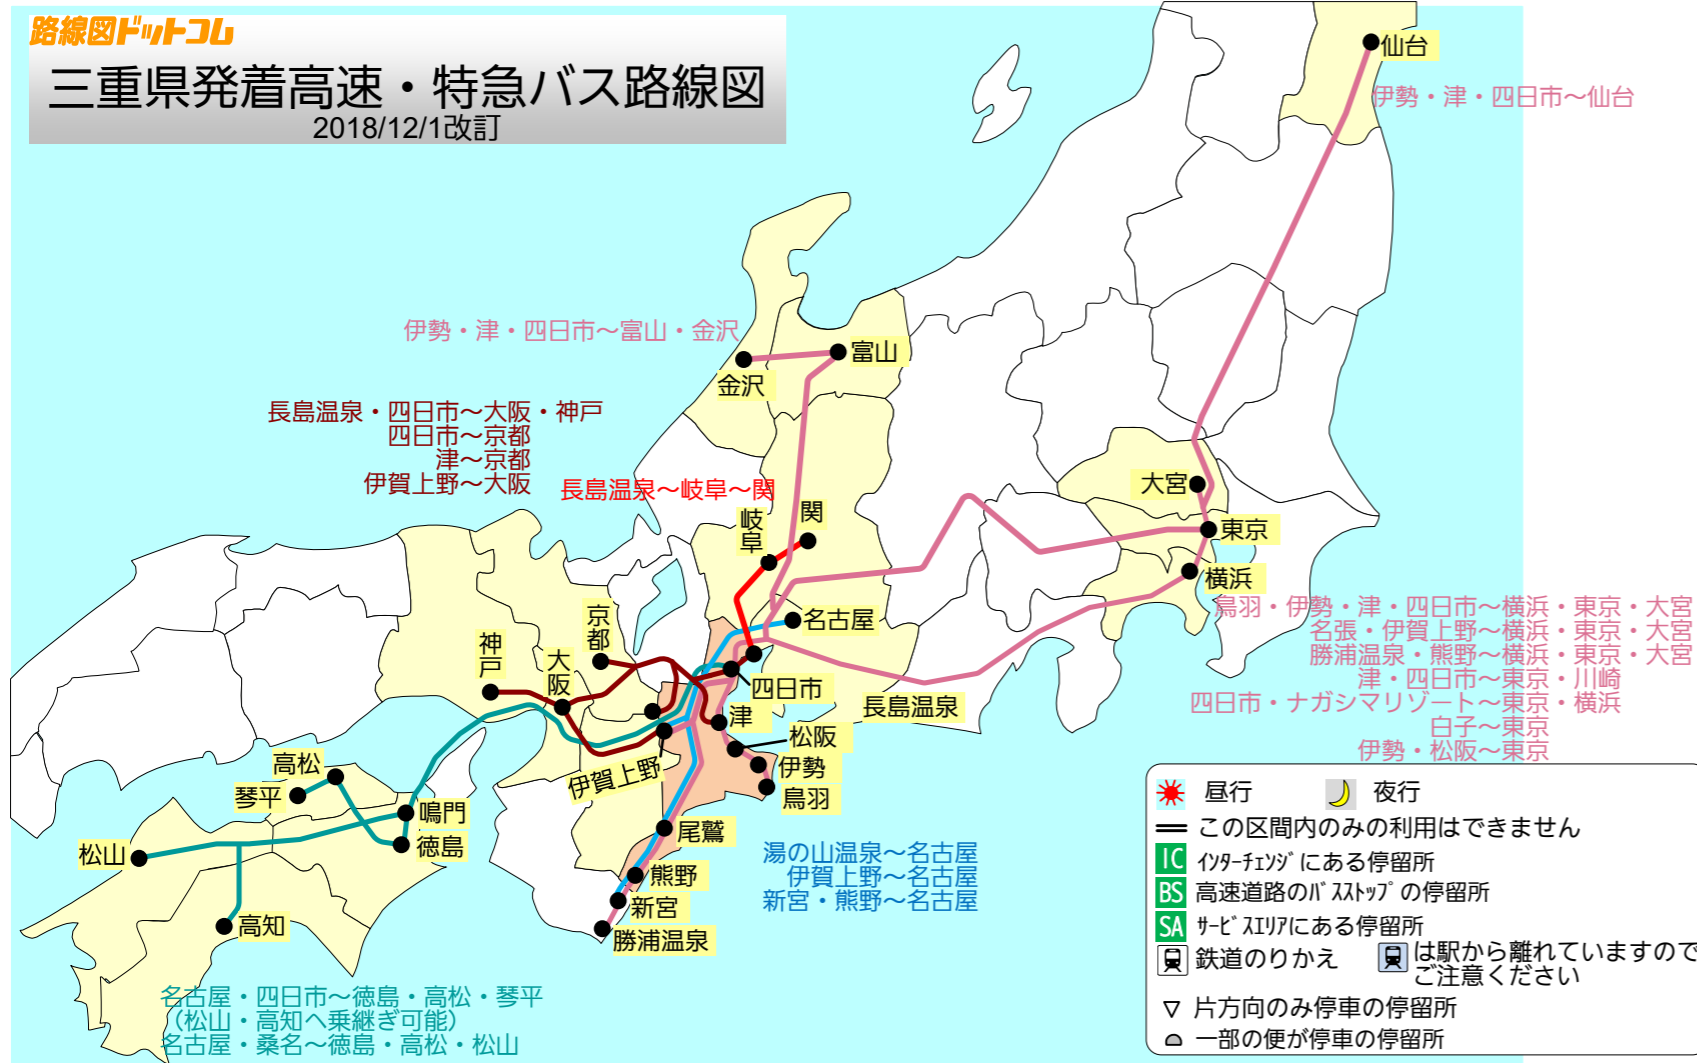 路線図ドットコム
三重県発着高速・特急バス路線図
2018/12/1改訂
仙台
伊勢・津・四日市～仙台
伊勢・津・四日市～富山・金沢
富山
金沢
長島温泉・四日市～大阪・神戸
四日市～京都
津～京都
伊賀上野～大阪
長島温泉～岐阜～関
岐阜
関
大宮
東京
横浜
名古屋
京都
神戸
大阪
四日市
長島温泉
津
松阪
伊勢
鳥羽
伊賀上野
鳥羽・伊勢・津・四日市～横浜・東京・大宮
名張・伊賀上野～横浜・東京・大宮
勝浦温泉・熊野～横浜・東京・大宮
津・四日市～東京・川崎
四日市・ナガシマリゾート～東京・横浜
白子～東京
伊勢・松阪～東京
高松
琴平
鳴門
徳島
松山
高知
尾鷲
熊野
新宮
勝浦温泉
湯の山温泉～名古屋
伊賀上野～名古屋
新宮・熊野～名古屋
名古屋・四日市～徳島・高松・琴平
（松山・高知へ乗継ぎ可能）
名古屋・桑名～徳島・高松・松山
昼行 夜行
この区間内のみの利用はできません
IC ｲﾝﾀｰﾁｪﾝｼﾞにある停留所
BS 高速道路のﾊﾞｽｽﾄｯﾌﾟの停留所
SA ｻｰﾋﾞｽｴﾘｱにある停留所
鉄道のりかえ は駅から離れていますので
ご注意ください
▽ 片方向のみ停車の停留所
一部の便が停車の停留所